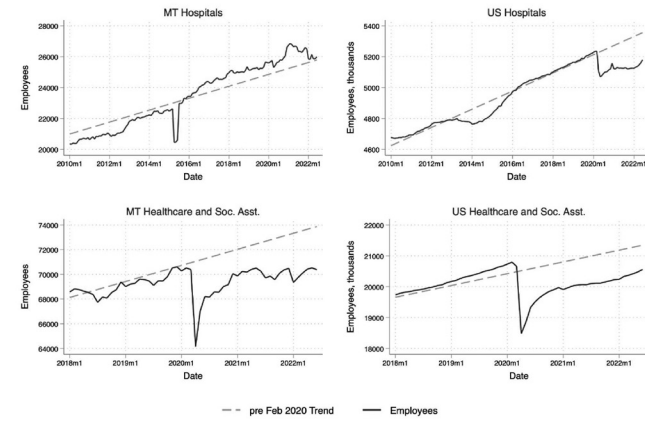 MT Hospitals
28000
26000
24000
22000
20000
Employees
2010m1 2012m1 2014m1 2016m1 2018m1 2020m1 2022m1
Date
US Hospitals
5400
5200
5000
4800
4600
Employees, thousands
2010m1 2012m1 2014m1 2016m1 2018m1 2020m1 2022m1
Date
MT Healthcare and Soc. Asst.
74000
72000
70000
68000
66000
64000
Employees
2018m1 2019m1 2020m1 2021m1 2022m1
Date
US Healthcare and Soc. Asst.
22000
21000
20000
19000
18000
Employees, thousands
2018m1 2019m1 2020m1 2021m1 2022m1
Date
pre Feb 2020 Trend Employees